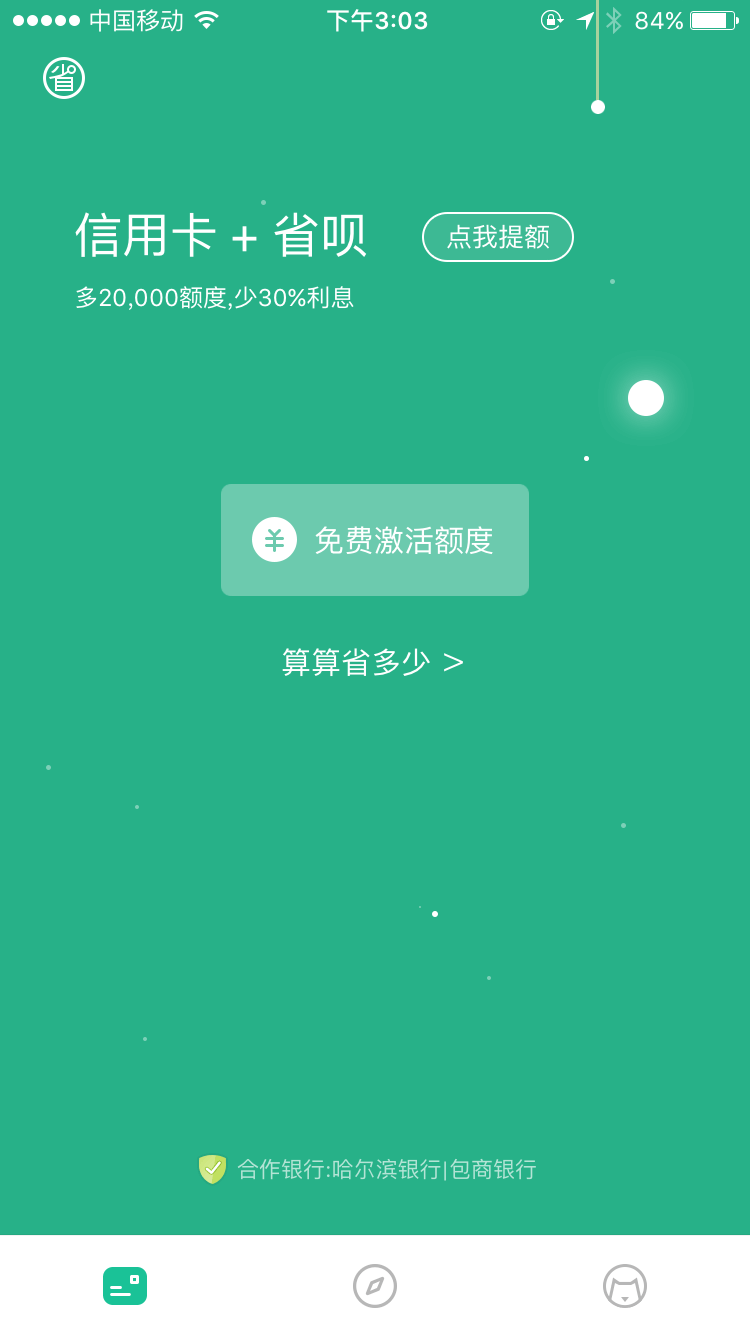 中国移动 下午3:03 84%
省
信用卡 + 省呗 点我提额
多20,000额度,少30%利息
¥ 免费激活额度
算算省多少 >
合作银行:哈尔滨银行|包商银行